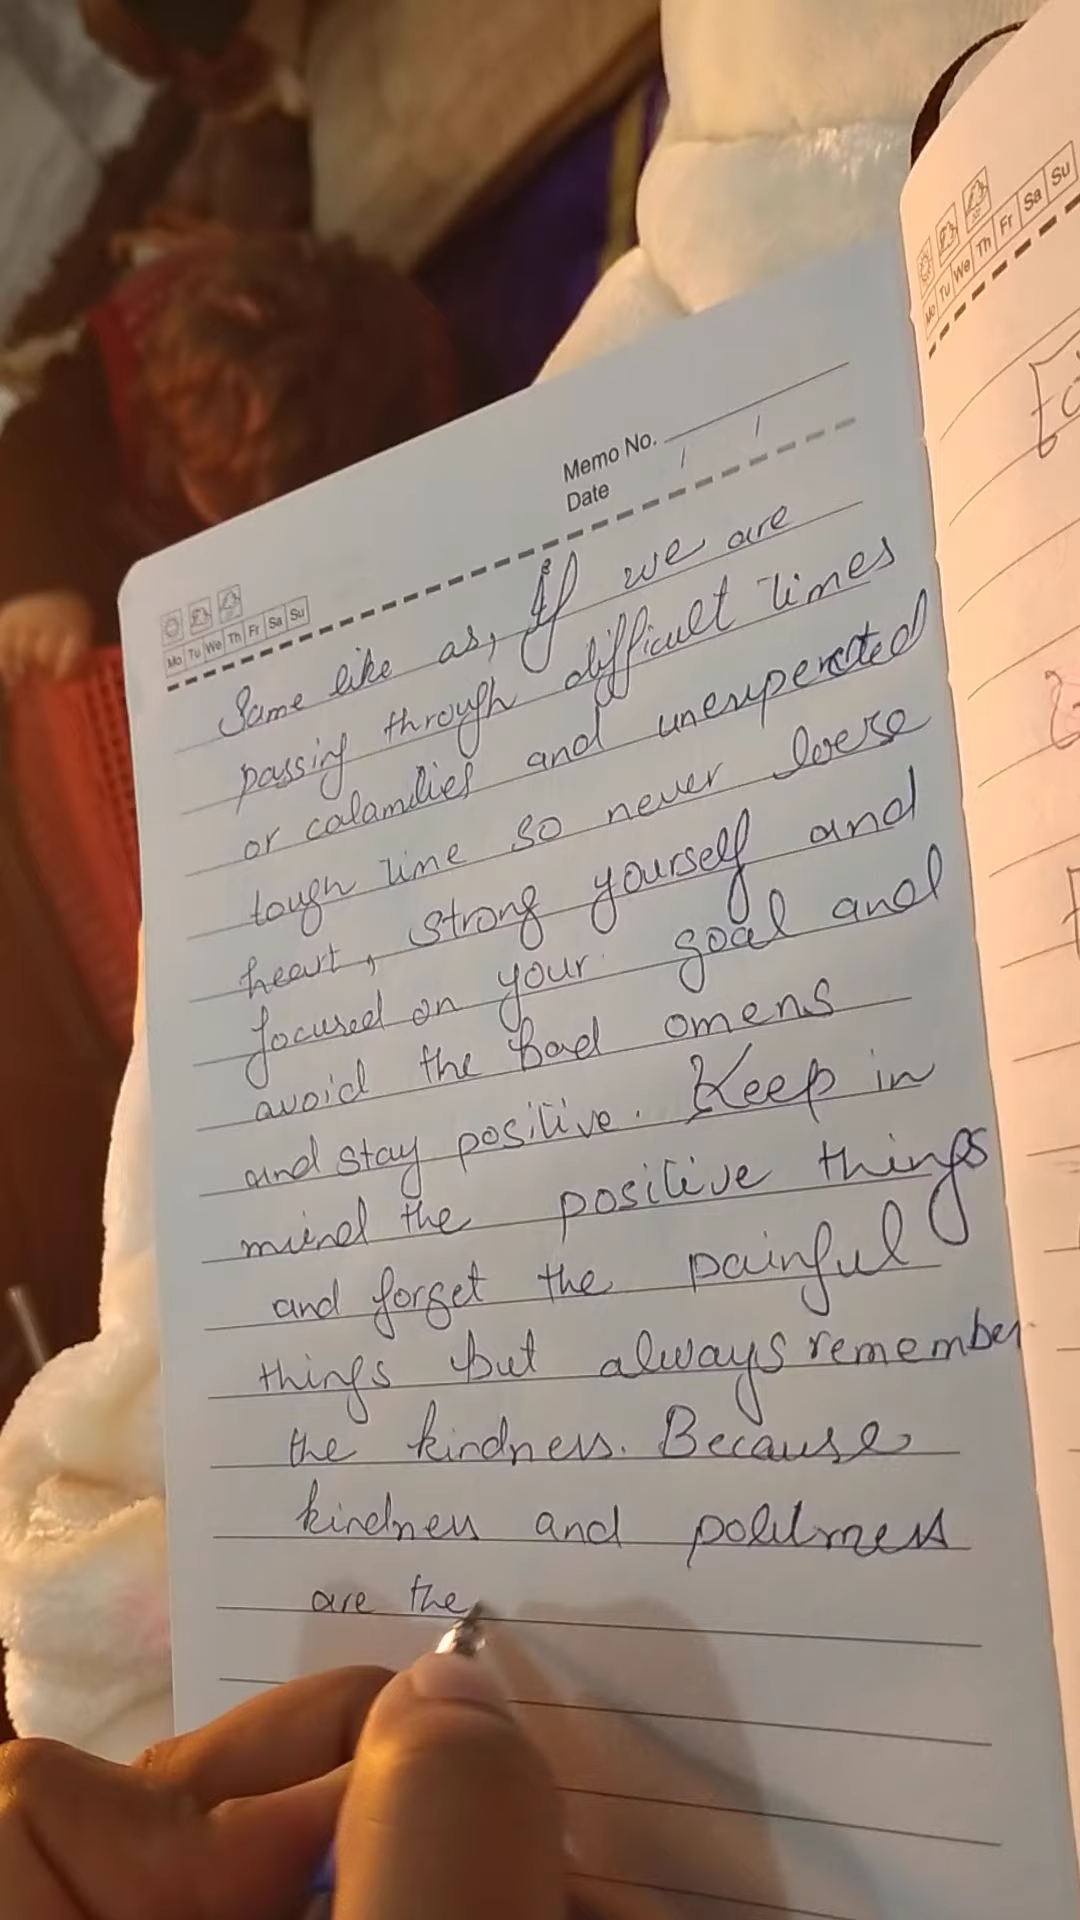 Memo No.
Date / /
Mo Tu We Th Fr Sa Su
Same like as, If we are
passing through difficult times
or calamities and unexpected
tough time so never loose
heart, strong yourself and
focused on your goal and
avoid the bad omens
and stay positive. Keep in
mind the positive things
and forget the painful
things but always remember
the kindness. Because
kindness and politness
are the
Mo Tu We Th Fr Sa Su